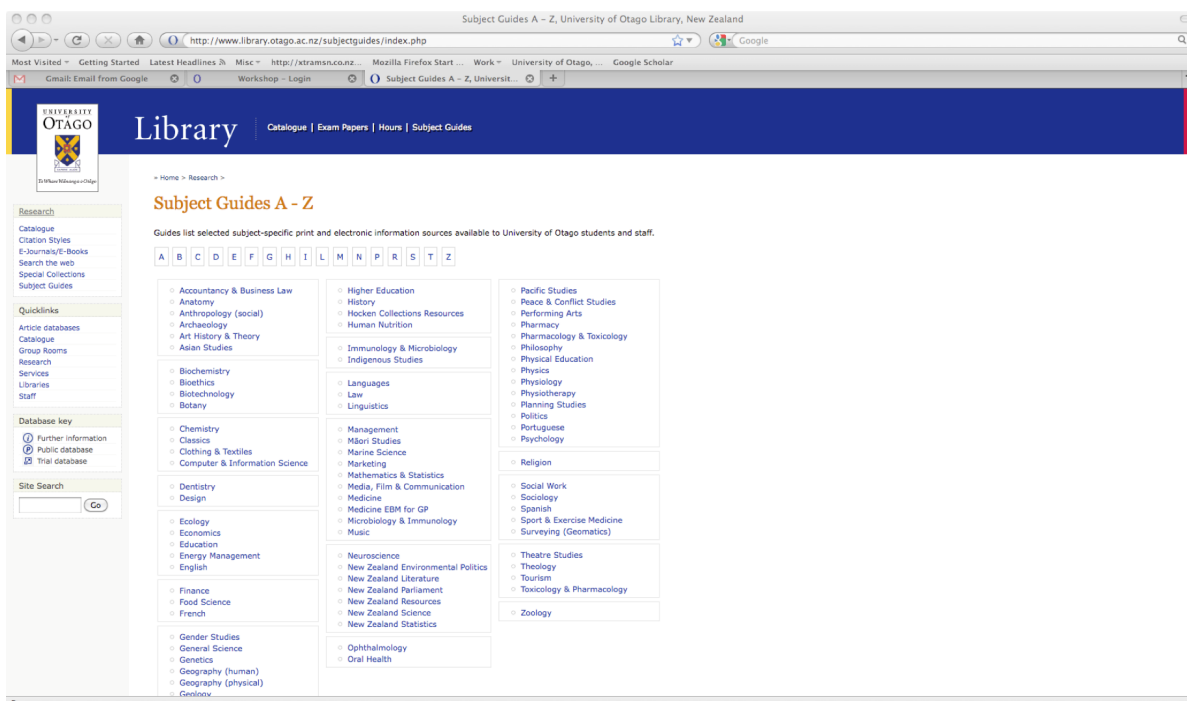 Subject Guides A – Z, University of Otago Library, New Zealand
http://www.library.otago.ac.nz/subjectguides/index.php
Google
Most Visited Getting Started Latest Headlines Misc http://xtramsn.co.nz... Mozilla Firefox Start ... Work University of Otago, ... Google Scholar
Gmail: Email from Google
Workshop – Login
Subject Guides A – Z, Universit...
UNIVERSITY
of
OTAGO
Library
Catalogue | Exam Papers | Hours | Subject Guides
» Home > Research >
Subject Guides A - Z
Guides list selected subject-specific print and electronic information sources available to University of Otago students and staff.
A B C D E F G H I L M N P R S T Z
Research
Catalogue
Citation Styles
E-Journals/E-Books
Search the web
Special Collections
Subject Guides
Quicklinks
Article databases
Catalogue
Group Rooms
Research
Services
Libraries
Staff
Database key
Further information
Public database
Trial database
Site Search
Go
Accountancy & Business Law
Anatomy
Anthropology (social)
Archaeology
Art History & Theory
Asian Studies
Biochemistry
Bioethics
Biotechnology
Botany
Chemistry
Classics
Clothing & Textiles
Computer & Information Science
Dentistry
Design
Ecology
Economics
Education
Energy Management
English
Finance
Food Science
French
Gender Studies
General Science
Genetics
Geography (human)
Geography (physical)
Geology
Higher Education
History
Hocken Collections Resources
Human Nutrition
Immunology & Microbiology
Indigenous Studies
Languages
Law
Linguistics
Management
Māori Studies
Marine Science
Marketing
Mathematics & Statistics
Media, Film & Communication
Medicine
Medicine EBM for GP
Microbiology & Immunology
Music
Neuroscience
New Zealand Environmental Politics
New Zealand Literature
New Zealand Parliament
New Zealand Resources
New Zealand Science
New Zealand Statistics
Ophthalmology
Oral Health
Pacific Studies
Peace & Conflict Studies
Performing Arts
Pharmacy
Pharmacology & Toxicology
Philosophy
Physical Education
Physics
Physiology
Physiotherapy
Planning Studies
Politics
Portuguese
Psychology
Religion
Social Work
Sociology
Spanish
Sport & Exercise Medicine
Surveying (Geomatics)
Theatre Studies
Theology
Tourism
Toxicology & Pharmacology
Zoology